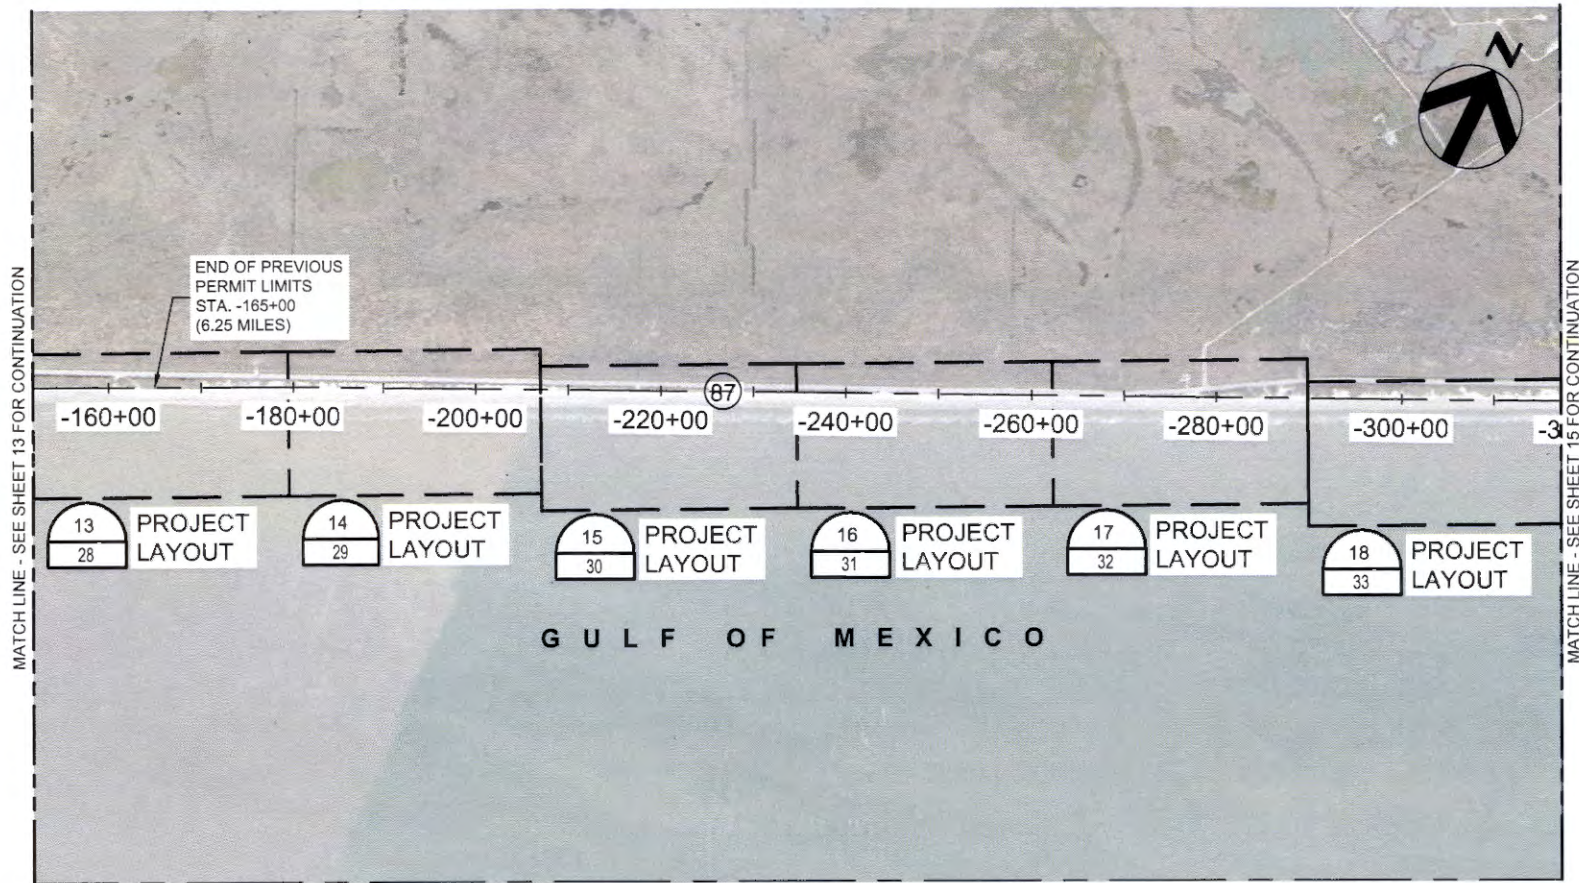 N
END OF PREVIOUS
PERMIT LIMITS
STA. -165+00
(6.25 MILES)
MATCH LINE - SEE SHEET 13 FOR CONTINUATION
MATCH LINE - SEE SHEET 15 FOR CONTINUATION
87
-160+00
-180+00
-200+00
-220+00
-240+00
-260+00
-280+00
-300+00
-3
13
28
PROJECT
LAYOUT
14
29
PROJECT
LAYOUT
15
30
PROJECT
LAYOUT
16
31
PROJECT
LAYOUT
17
32
PROJECT
LAYOUT
18
33
PROJECT
LAYOUT
GULF OF MEXICO